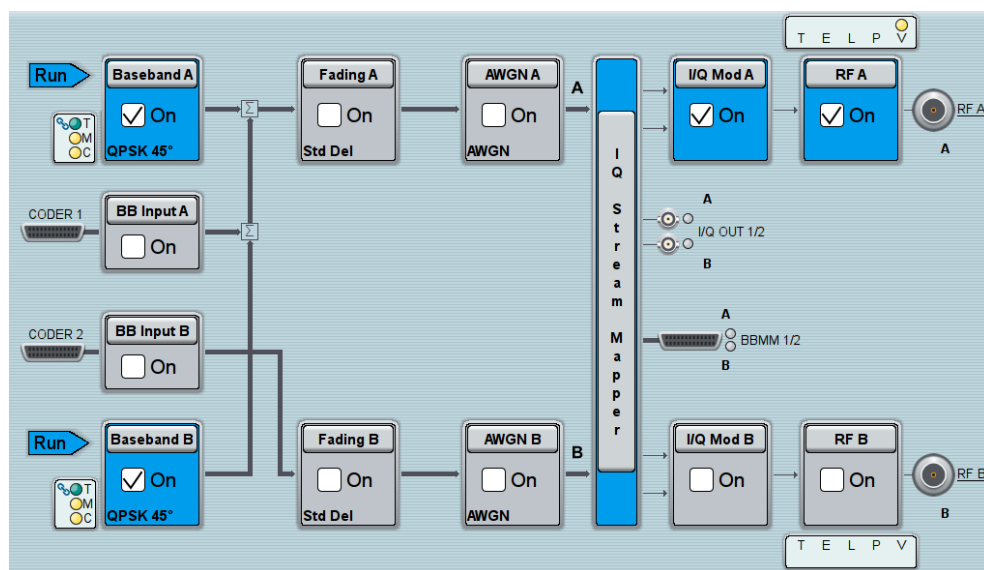 T E L P V
Run
Baseband A
On
QPSK 45°
T
M
C
Σ
Fading A
On
Std Del
AWGN A
On
AWGN
A
I/Q Mod A
On
RF A
On
RF A
A
IQ Stream Mapper
CODER 1
BB Input A
On
Σ
A
I/Q OUT 1/2
B
CODER 2
BB Input B
On
A
BBMM 1/2
B
Run
Baseband B
On
QPSK 45°
T
M
C
Fading B
On
Std Del
AWGN B
On
AWGN
B
I/Q Mod B
On
RF B
On
RF B
B
T E L P V